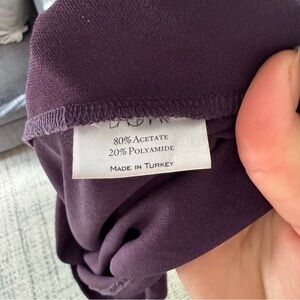 80% ACETATE
20% POLYAMIDE
MADE IN TURKEY